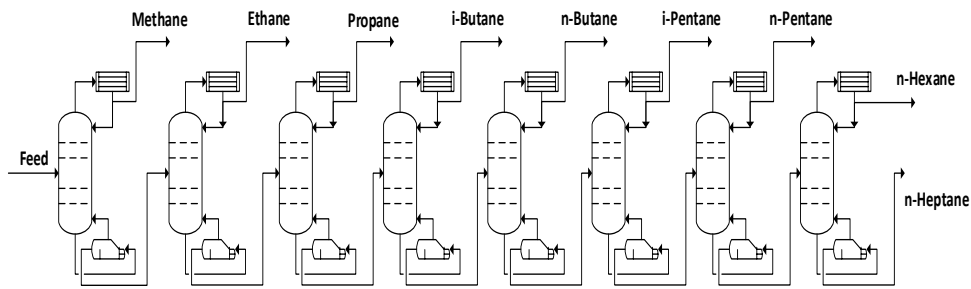 Methane
Ethane
Propane
i-Butane
n-Butane
i-Pentane
n-Pentane
n-Hexane
Feed
n-Heptane